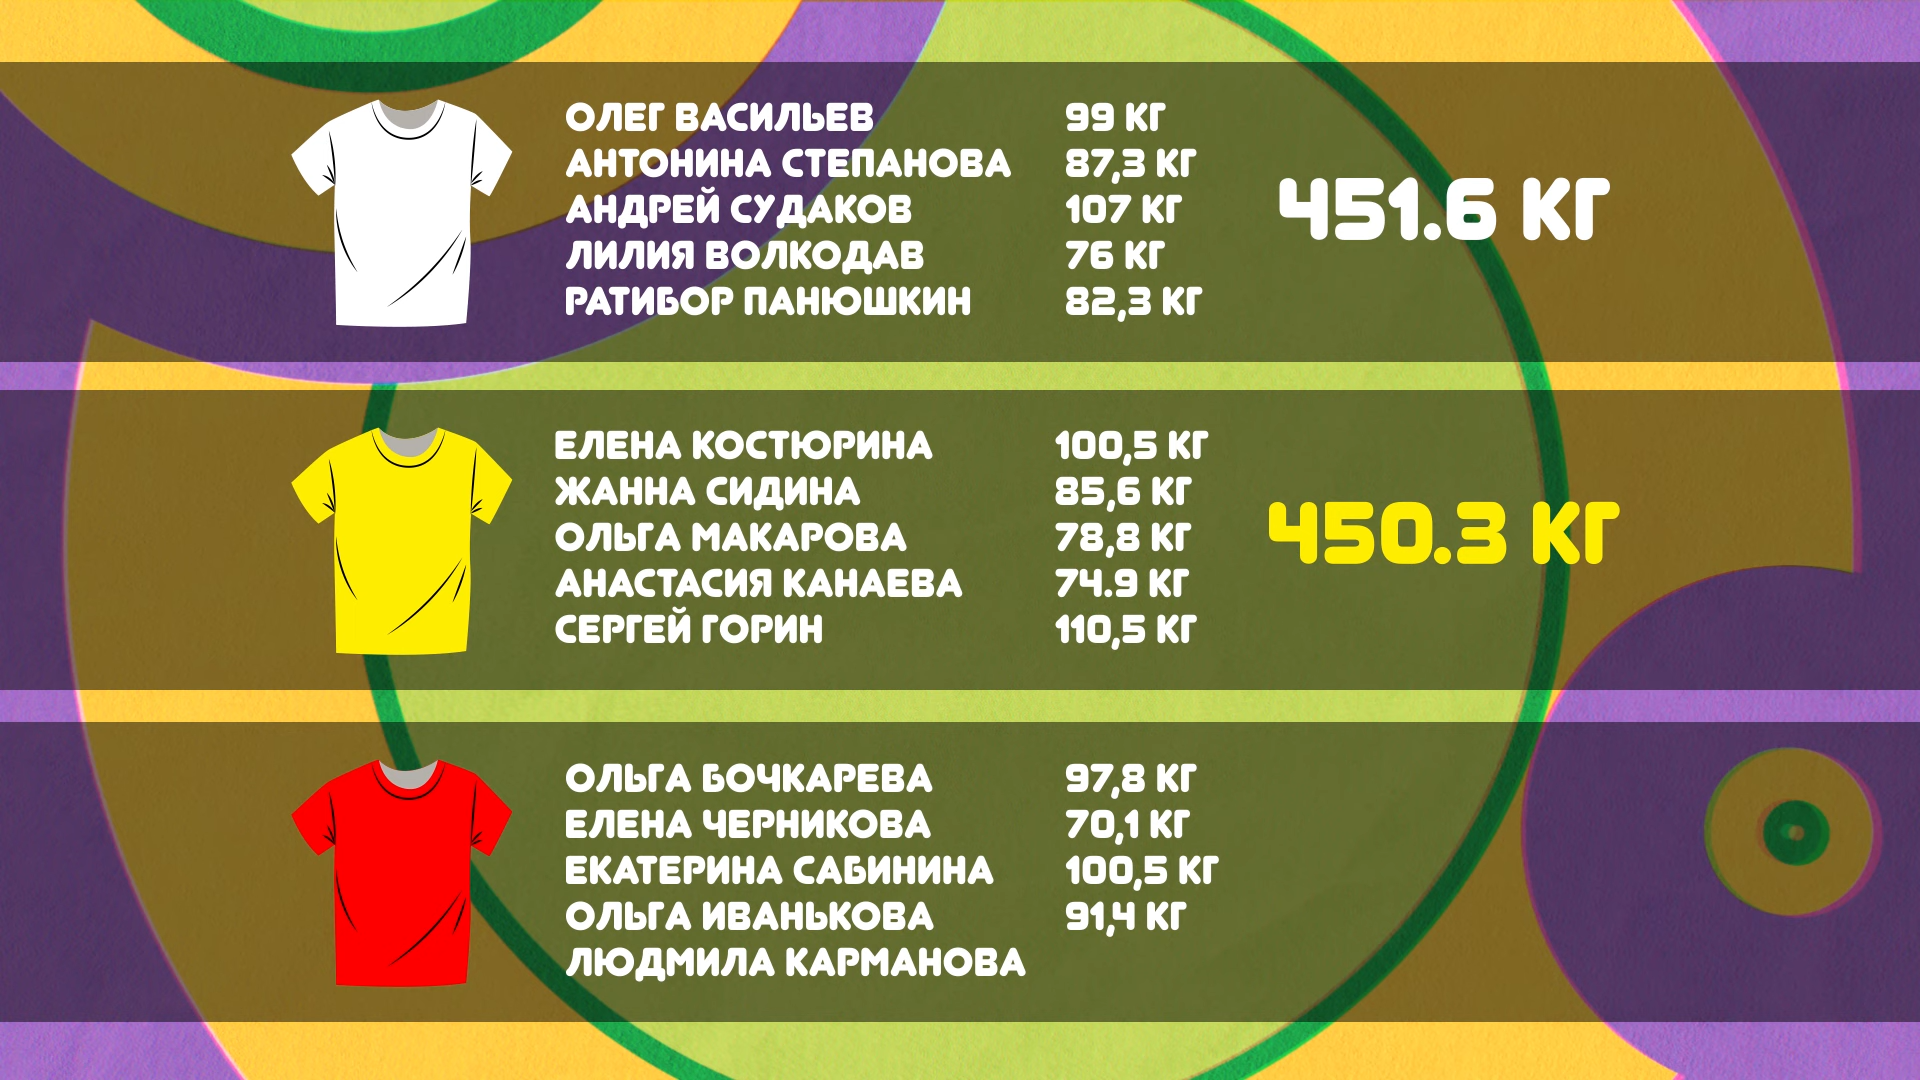 ОЛЕГ ВАСИЛЬЕВ 99 КГ
АНТОНИНА СТЕПАНОВА 87,3 КГ
АНДРЕЙ СУДАКОВ 107 КГ
ЛИЛИЯ ВОЛКОДАВ 76 КГ
РАТИБОР ПАНЮШКИН 82,3 КГ
451.6 КГ
ЕЛЕНА КОСТЮРИНА 100,5 КГ
ЖАННА СИДИНА 85,6 КГ
ОЛЬГА МАКАРОВА 78,8 КГ
АНАСТАСИЯ КАНАЕВА 74.9 КГ
СЕРГЕЙ ГОРИН 110,5 КГ
450.3 КГ
ОЛЬГА БОЧКАРЕВА 97,8 КГ
ЕЛЕНА ЧЕРНИКОВА 70,1 КГ
ЕКАТЕРИНА САБИНИНА 100,5 КГ
ОЛЬГА ИВАНЬКОВА 91,4 КГ
ЛЮДМИЛА КАРМАНОВА